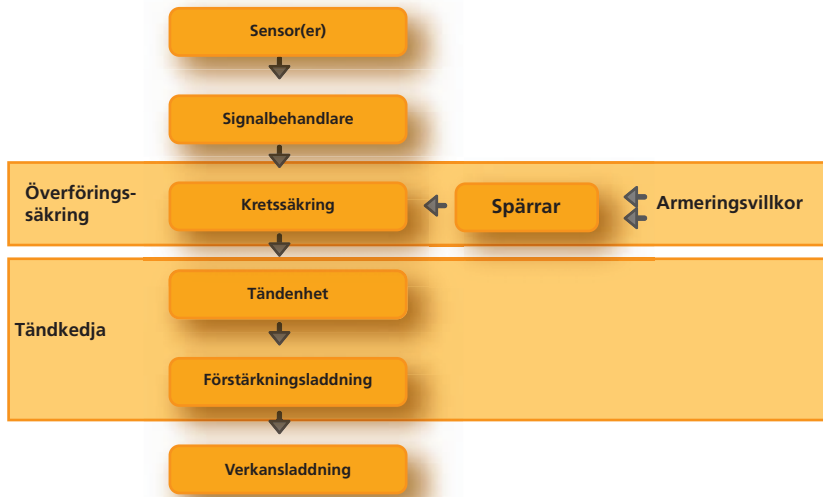 Sensor(er)
Signalbehandlare
Överförings-
säkring
Kretssäkring
Spärrar
Armeringsvillkor
Tändenhet
Tändkedja
Förstärkningsladdning
Verkansladdning